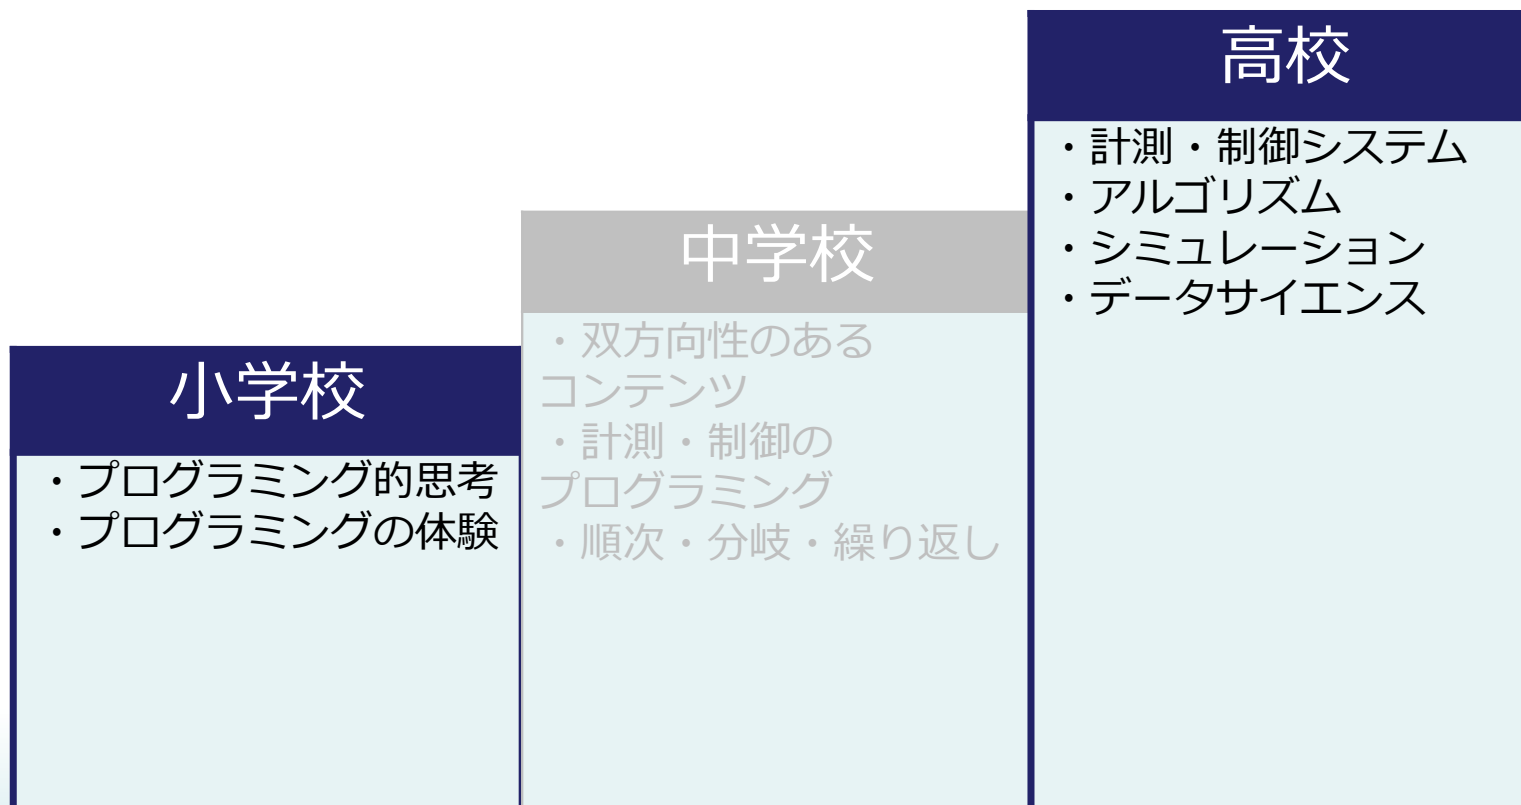 小学校
・プログラミング的思考
・プログラミングの体験
中学校
・双方向性のある
コンテンツ
・計測・制御の
プログラミング
・順次・分岐・繰り返し
高校
・計測・制御システム
・アルゴリズム
・シミュレーション
・データサイエンス